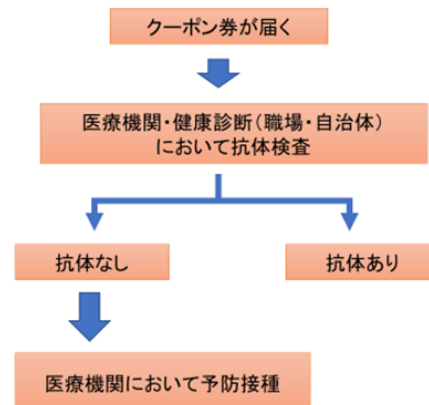 クーポン券が届く
医療機関・健康診断（職場・自治体）
において抗体検査
抗体なし
抗体あり
医療機関において予防接種